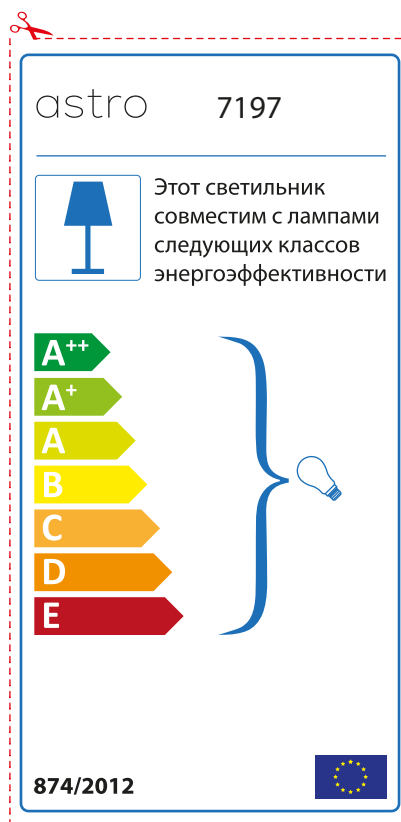 astro 7197
Этот светильник
совместим с лампами
следующих классов
энергоэффективности
A++
A+
A
B
C
D
E
874/2012